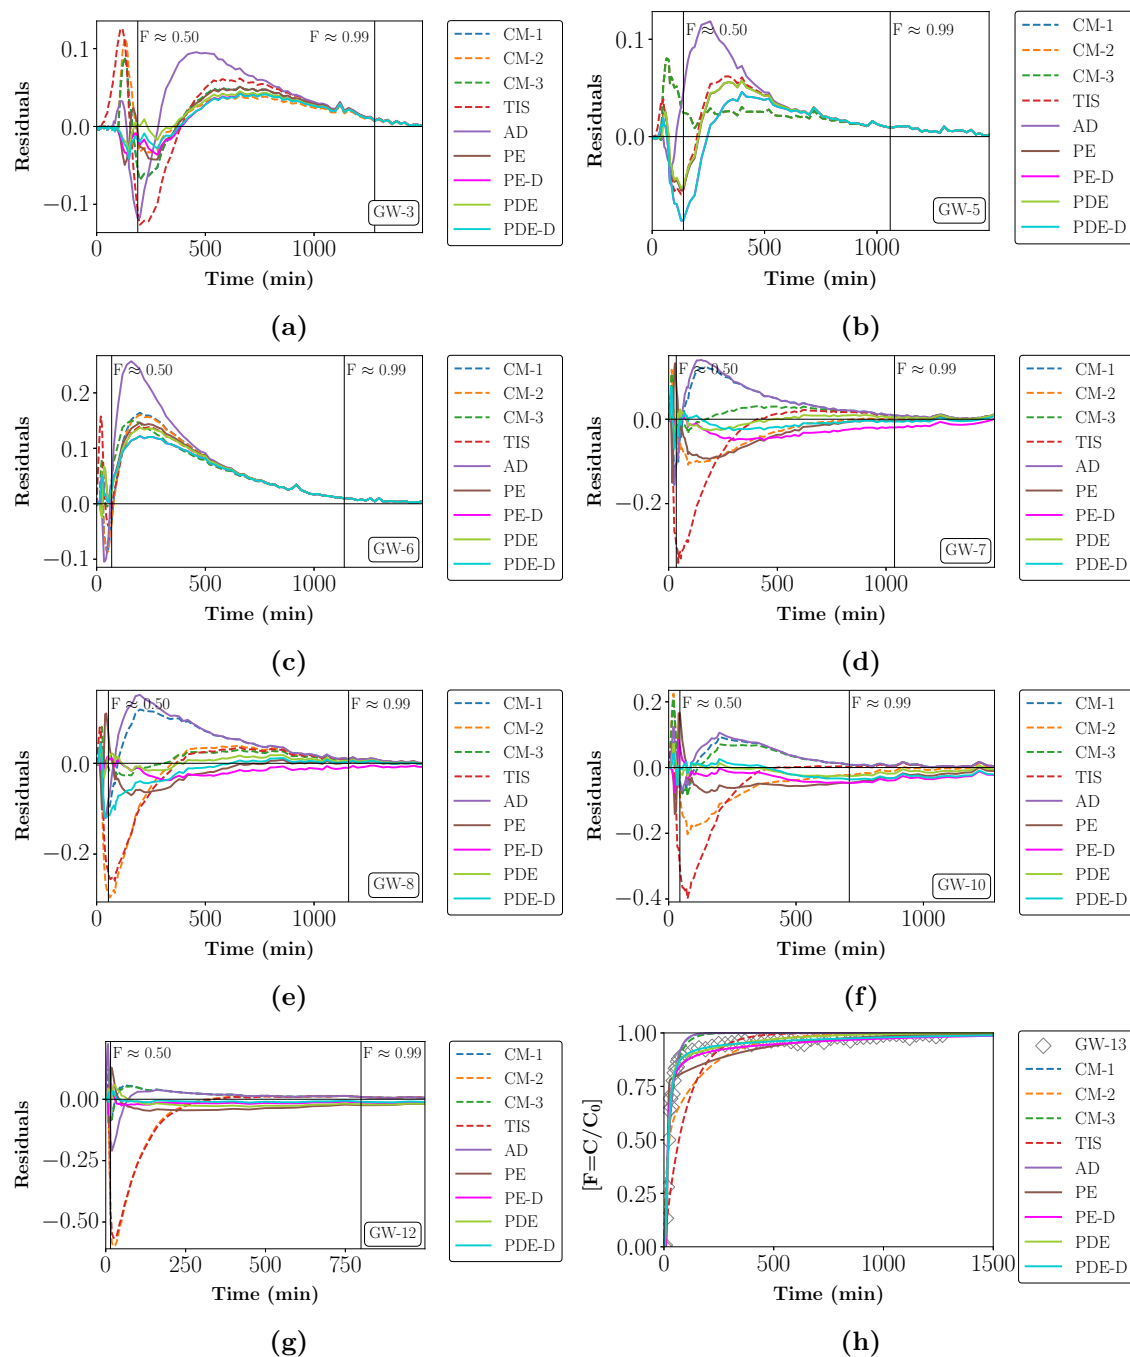 Residuals
0.1
0.0
−0.1
F ≈ 0.50
F ≈ 0.99
GW-3
0
500
1000
Time (min)
CM-1
CM-2
CM-3
TIS
AD
PE
PE-D
PDE
PDE-D
(a)
Residuals
0.1
0.0
F ≈ 0.50
F ≈ 0.99
GW-5
0
500
1000
Time (min)
CM-1
CM-2
CM-3
TIS
AD
PE
PE-D
PDE
PDE-D
(b)
Residuals
0.2
0.1
0.0
−0.1
F ≈ 0.50
F ≈ 0.99
GW-6
0
500
1000
Time (min)
CM-1
CM-2
CM-3
TIS
AD
PE
PE-D
PDE
PDE-D
(c)
Residuals
0.0
−0.2
F ≈ 0.50
F ≈ 0.99
GW-7
0
500
1000
Time (min)
CM-1
CM-2
CM-3
TIS
AD
PE
PE-D
PDE
PDE-D
(d)
Residuals
0.0
−0.2
F ≈ 0.50
F ≈ 0.99
GW-8
0
500
1000
Time (min)
CM-1
CM-2
CM-3
TIS
AD
PE
PE-D
PDE
PDE-D
(e)
Residuals
0.2
0.0
−0.2
−0.4
F ≈ 0.50
F ≈ 0.99
GW-10
0
500
1000
Time (min)
CM-1
CM-2
CM-3
TIS
AD
PE
PE-D
PDE
PDE-D
(f)
Residuals
0.00
−0.25
−0.50
F ≈ 0.50
F ≈ 0.99
GW-12
0
250
500
750
Time (min)
CM-1
CM-2
CM-3
TIS
AD
PE
PE-D
PDE
PDE-D
(g)
[F=C/C₀]
1.00
0.75
0.50
0.25
0.00
0
500
1000
1500
Time (min)
GW-13
CM-1
CM-2
CM-3
TIS
AD
PE
PE-D
PDE
PDE-D
(h)